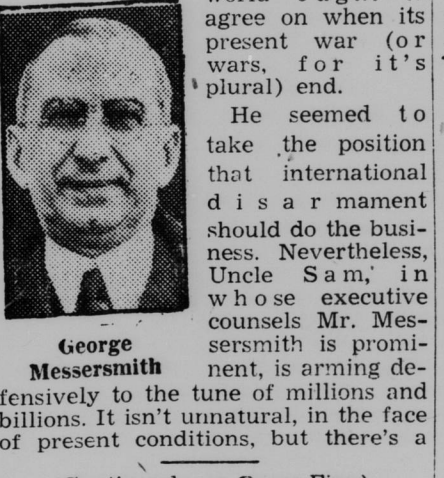 agree on when its
present war (or
wars, for it's
plural) end.
He seemed to
take the position
that international
disarmament
should do the busi-
ness. Nevertheless,
Uncle Sam, in
whose executive
counsels Mr. Mes-
sersmith is promi-
nent, is arming de-
George
Messersmith
fensively to the tune of millions and
billions. It isn't unnatural, in the face
of present conditions, but there's a